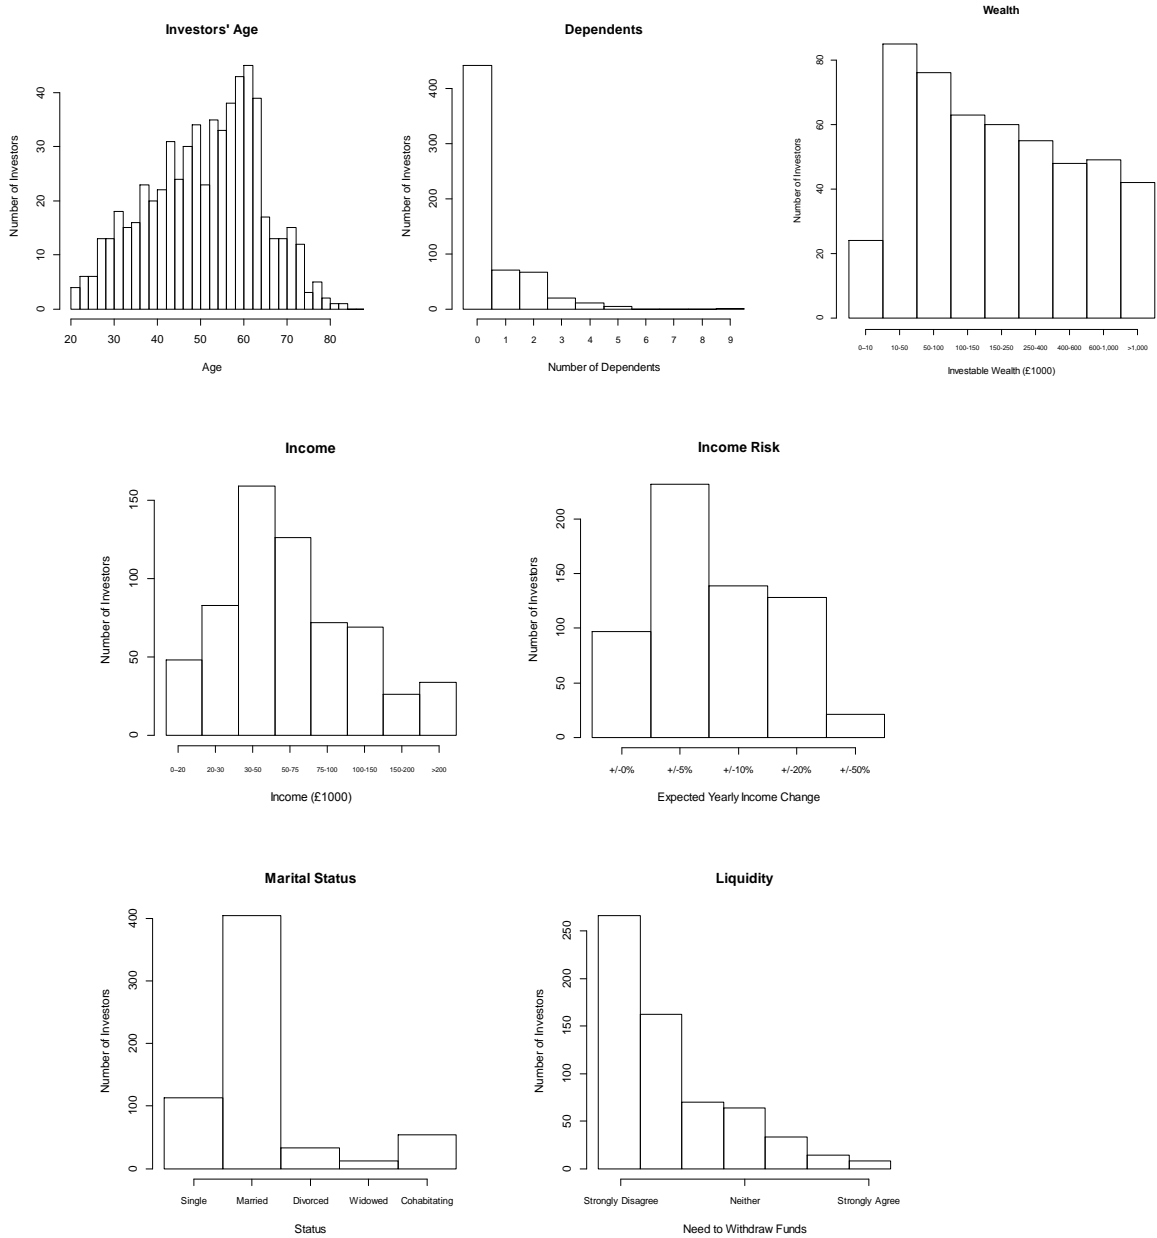 Investors' Age
Number of Investors
0 10 20 30 40
20 30 40 50 60 70 80
Age
Dependents
Number of Investors
0 100 200 300 400
0 1 2 3 4 5 6 7 8 9
Number of Dependents
Wealth
Number of Investors
0 20 40 60 80
0–10 10-50 50-100 100-150 150-250 250-400 400-600 600-1,000 >1,000
Investable Wealth (£1000)
Income
Number of Investors
0 50 100 150
0–20 20-30 30-50 50-75 75-100 100-150 150-200 >200
Income (£1000)
Income Risk
Number of Investors
0 50 100 150 200
+/-0% +/-5% +/-10% +/-20% +/-50%
Expected Yearly Income Change
Marital Status
Number of Investors
0 100 200 300 400
Single Married Divorced Widowed Cohabitating
Status
Liquidity
Number of Investors
0 50 100 150 200 250
Strongly Disagree Neither Strongly Agree
Need to Withdraw Funds